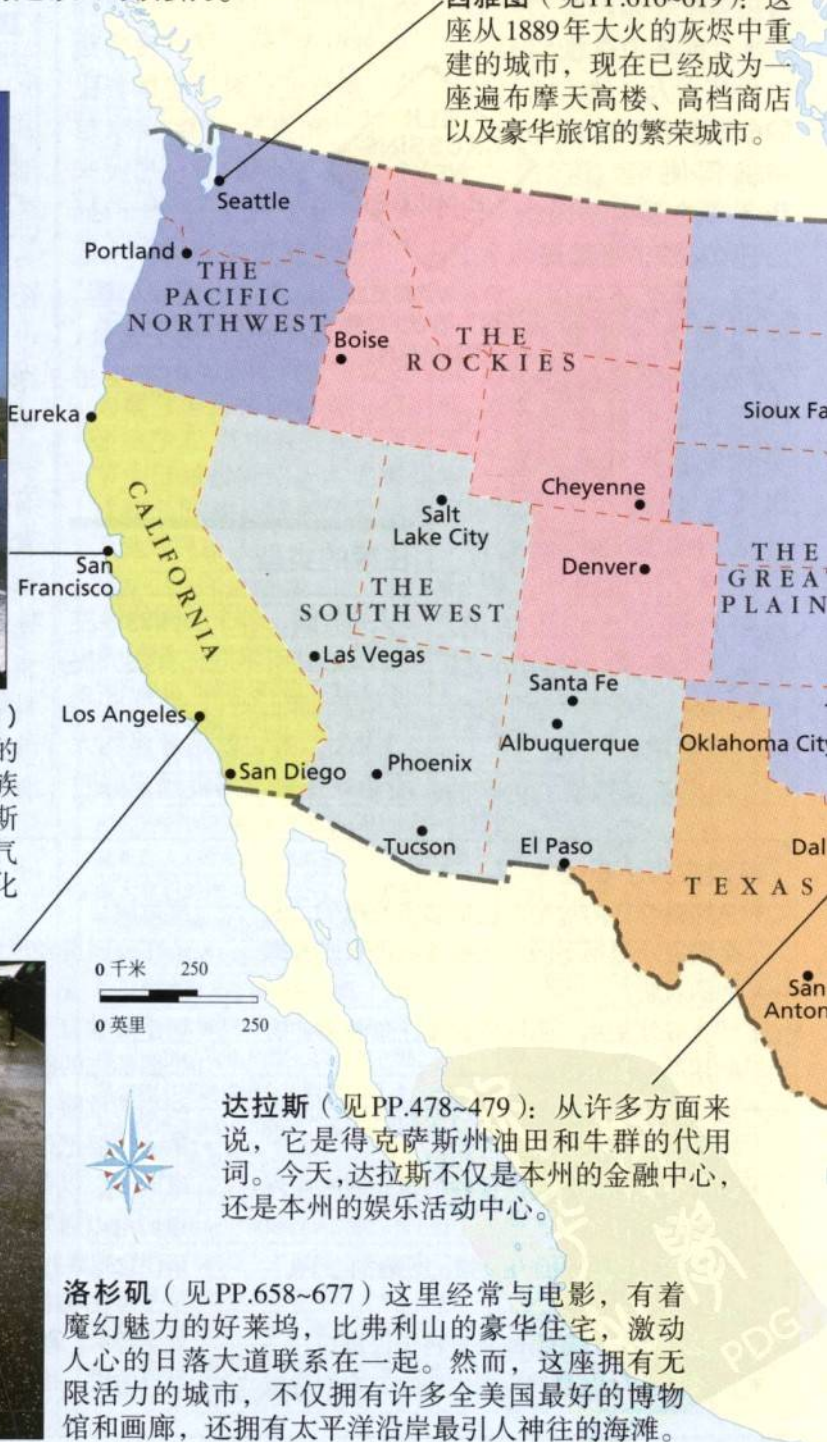 座从1889年大火的灰烬中重
建的城市，现在已经成为一
座遍布摩天高楼、高档商店
以及豪华旅馆的繁荣城市。
Seattle
Portland
THE
PACIFIC
NORTHWEST
Boise
THE
ROCKIES
Eureka
Sioux Fa
CALIFORNIA
Cheyenne
Salt
Lake City
San
Francisco
Denver
THE
GREA
PLAIN
THE
SOUTHWEST
Las Vegas
Santa Fe
Los Angeles
Albuquerque
Oklahoma City
San Diego
Phoenix
）
的
族
斯
气
化
Tucson
El Paso
Dal
TEXAS
0 千米 250
0 英里 250
San
Anton
达拉斯（见PP.478~479）：从许多方面来
说，它是得克萨斯州油田和牛群的代用
词。今天，达拉斯不仅是本州的金融中心，
还是本州的娱乐活动中心。
洛杉矶（见PP.658~677）这里经常与电影，有着
魔幻魅力的好莱坞，比弗利山的豪华住宅，激动
人心的日落大道联系在一起。然而，这座拥有无
限活力的城市，不仅拥有许多全美国最好的博物
馆和画廊，还拥有太平洋沿岸最引人神往的海滩。
PDG